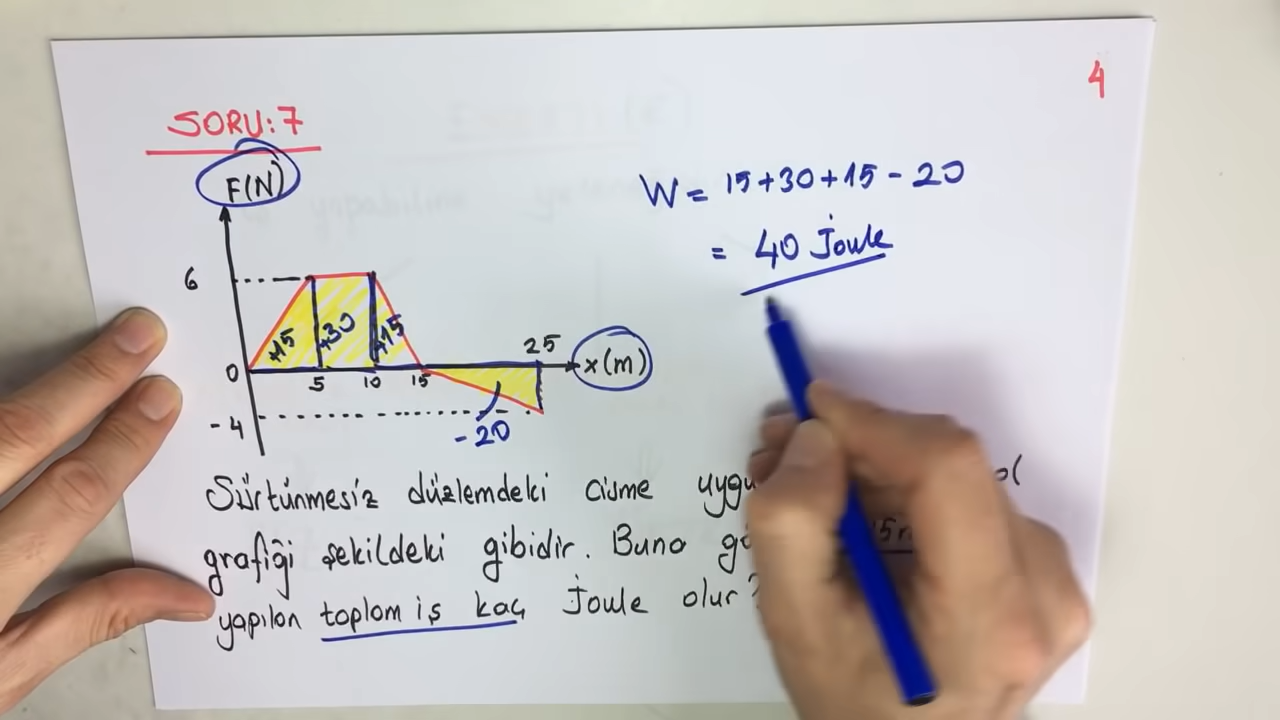 4
SORU:7
F(N)
W = 15+30+15-20
= 40 Joule
6
+15
+30
+15
25
x(m)
0
5
10
15
-4
-20
Sürtünmesiz düzlemdeki cisme
grafiği şekildeki gibidir. Buna
yapılan toplam iş kaç Joule olur?